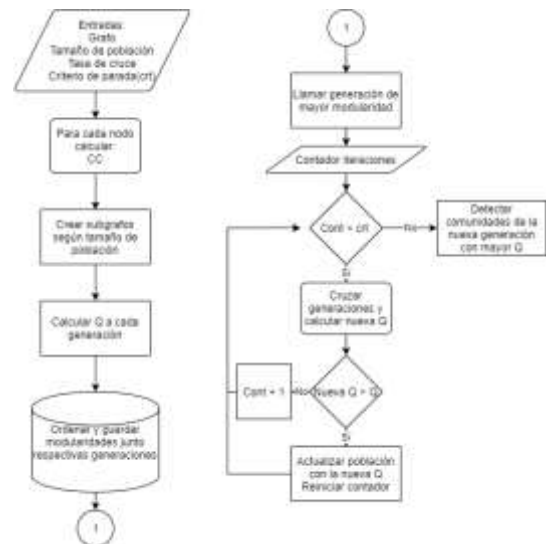 Entradas:
Grafo
Tamaño de población
Tasa de cruce
Criterio de parada(crt)
Para cada nodo
calcular:
CC
Crear subgrafos
según tamaño de
población
Calcular Q a cada
generación
Ordenar y guardar
modularidades junto
respectivas generaciones
1
1
Llamar generación de
mayor modularidad
Contador iteraciones
Cont < crt
No
Detectar
comunidades de la
nueva generación
con mayor Q
Si
Cruzar
generaciones y
calcular nueva Q
Nueva Q > Q
No
Cont + 1
Si
Actualizar población
con la nueva Q
Reiniciar contador